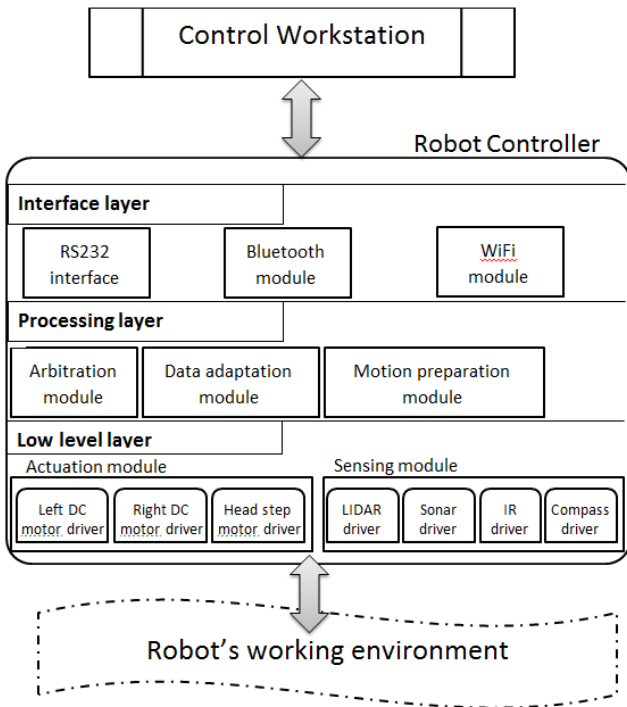 Control Workstation
Robot Controller
Interface layer
RS232
interface
Bluetooth
module
WiFi
module
Processing layer
Arbitration
module
Data adaptation
module
Motion preparation
module
Low level layer
Actuation module
Sensing module
Left DC
motor driver
Right DC
motor driver
Head step
motor driver
LIDAR
driver
Sonar
driver
IR
driver
Compass
driver
Robot's working environment